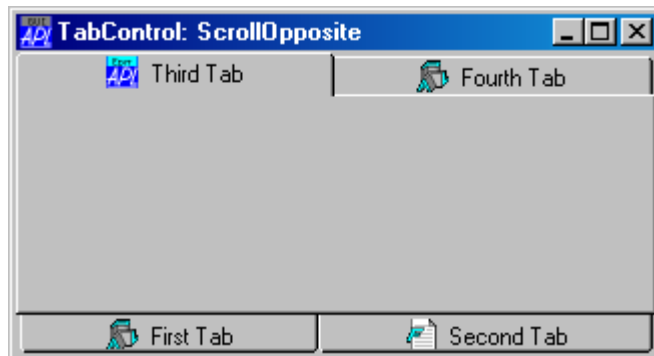 TabControl: ScrollOpposite
Third Tab
Fourth Tab
First Tab
Second Tab